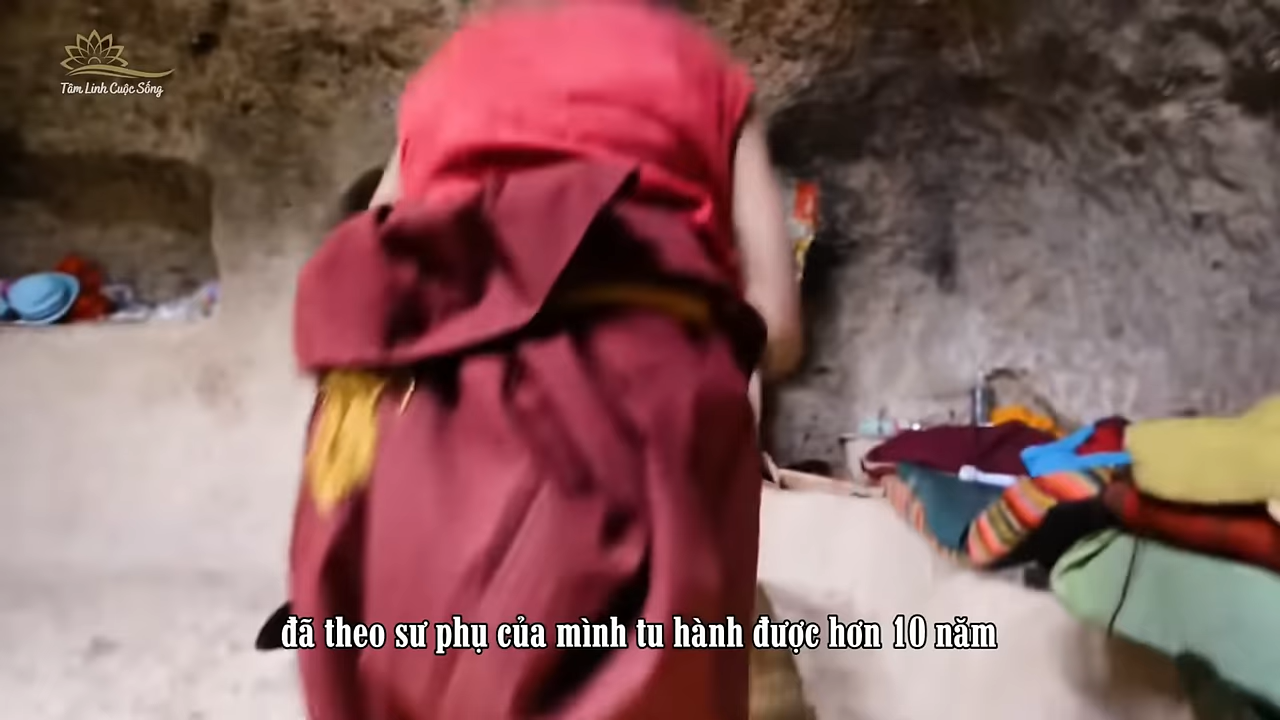 Tâm Linh Cuộc Sống
đã theo sư phụ của mình tu hành được hơn 10 năm